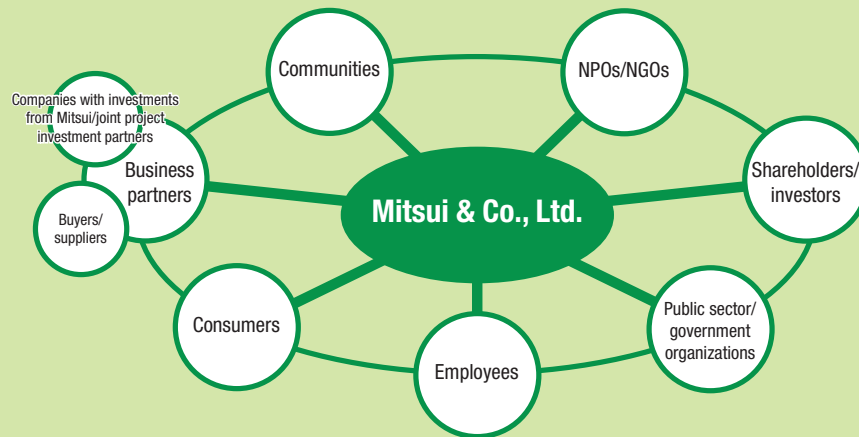 Communities
NPOs/NGOs
Companies with investments
from Mitsui/joint project
investment partners
Business
partners
Buyers/
suppliers
Shareholders/
investors
Mitsui & Co., Ltd.
Consumers
Employees
Public sector/
government
organizations